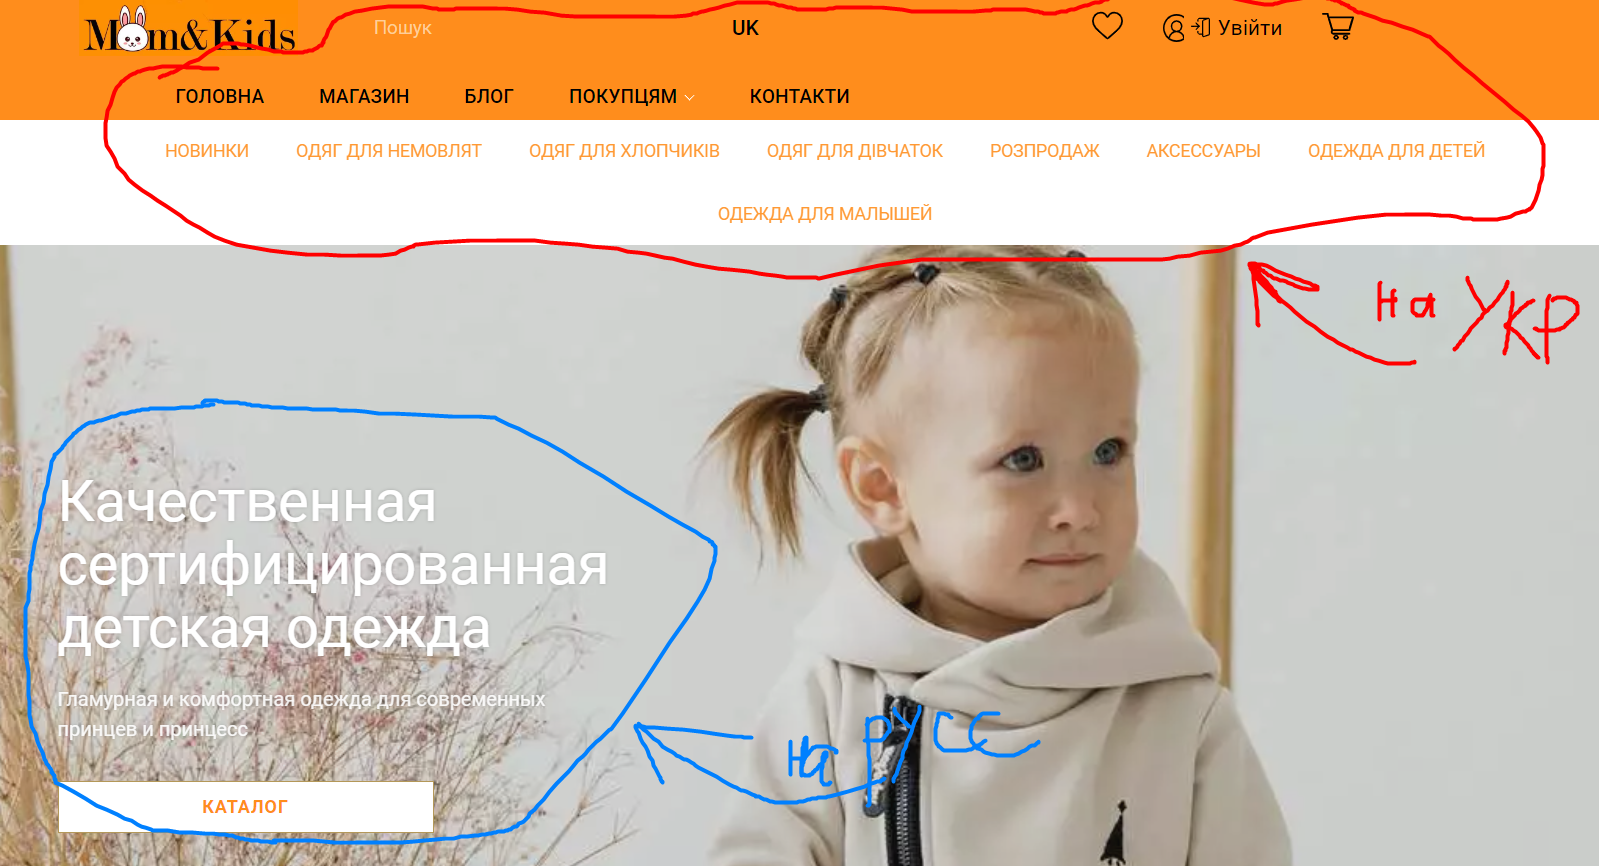 Mom&Kids
Пошук
UK
Увійти
ГОЛОВНА МАГАЗИН БЛОГ ПОКУПЦЯМ КОНТАКТИ
НОВИНКИ ОДЯГ ДЛЯ НЕМОВЛЯТ ОДЯГ ДЛЯ ХЛОПЧИКІВ ОДЯГ ДЛЯ ДІВЧАТОК РОЗПРОДАЖ АКСЕССУАРЫ ОДЕЖДА ДЛЯ ДЕТЕЙ
ОДЕЖДА ДЛЯ МАЛЫШЕЙ
на УКР
Качественная
сертифицированная
детская одежда
Гламурная и комфортная одежда для современных
принцев и принцесс
на РУСС
КАТАЛОГ